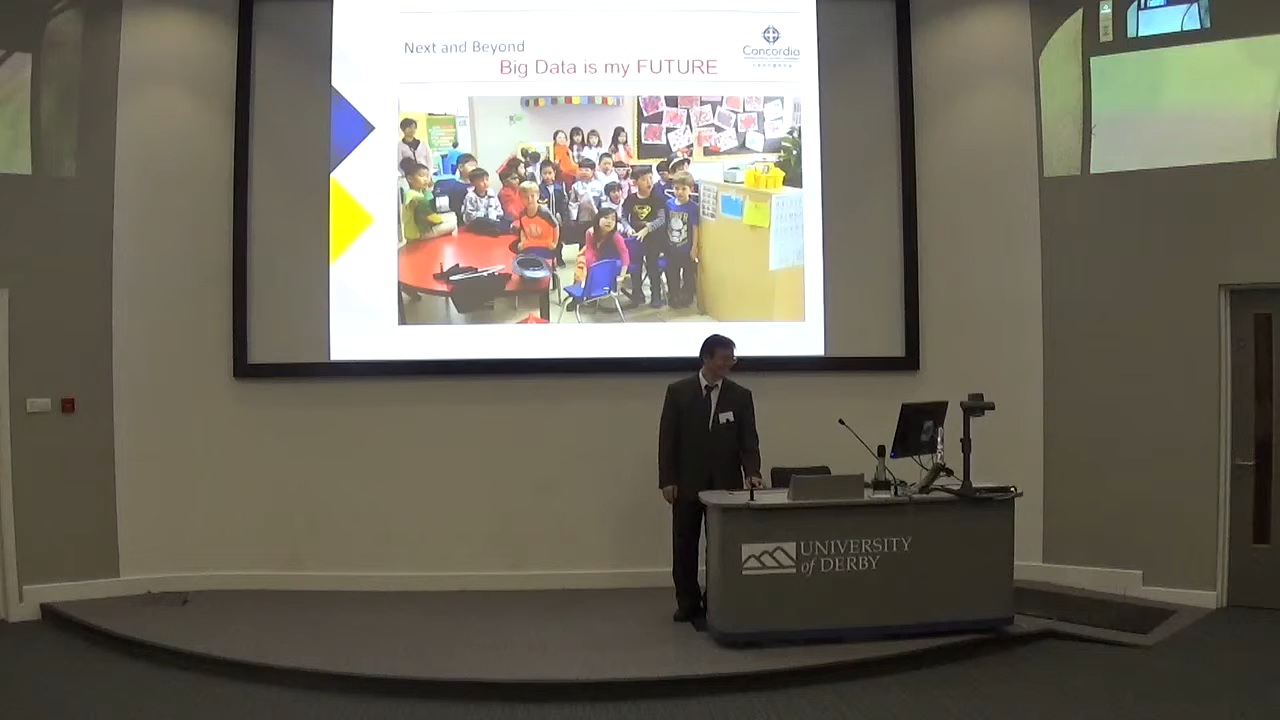 Next and Beyond
Big Data is my FUTURE
Concordia
UNIVERSITY
of DERBY